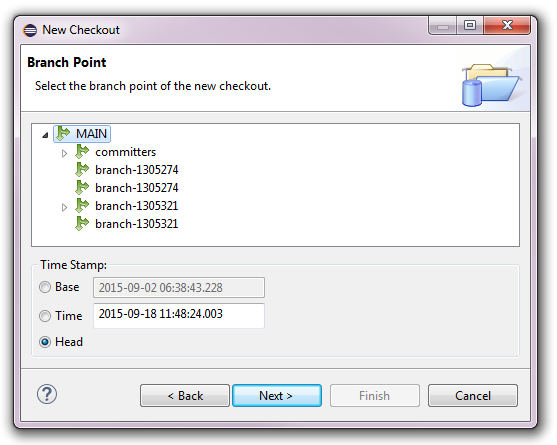 New Checkout
Branch Point
Select the branch point of the new checkout.
MAIN
committers
branch-1305274
branch-1305274
branch-1305321
branch-1305321
Time Stamp:
Base 2015-09-02 06:38:43.228
Time 2015-09-18 11:48:24.003
Head
? < Back Next > Finish Cancel